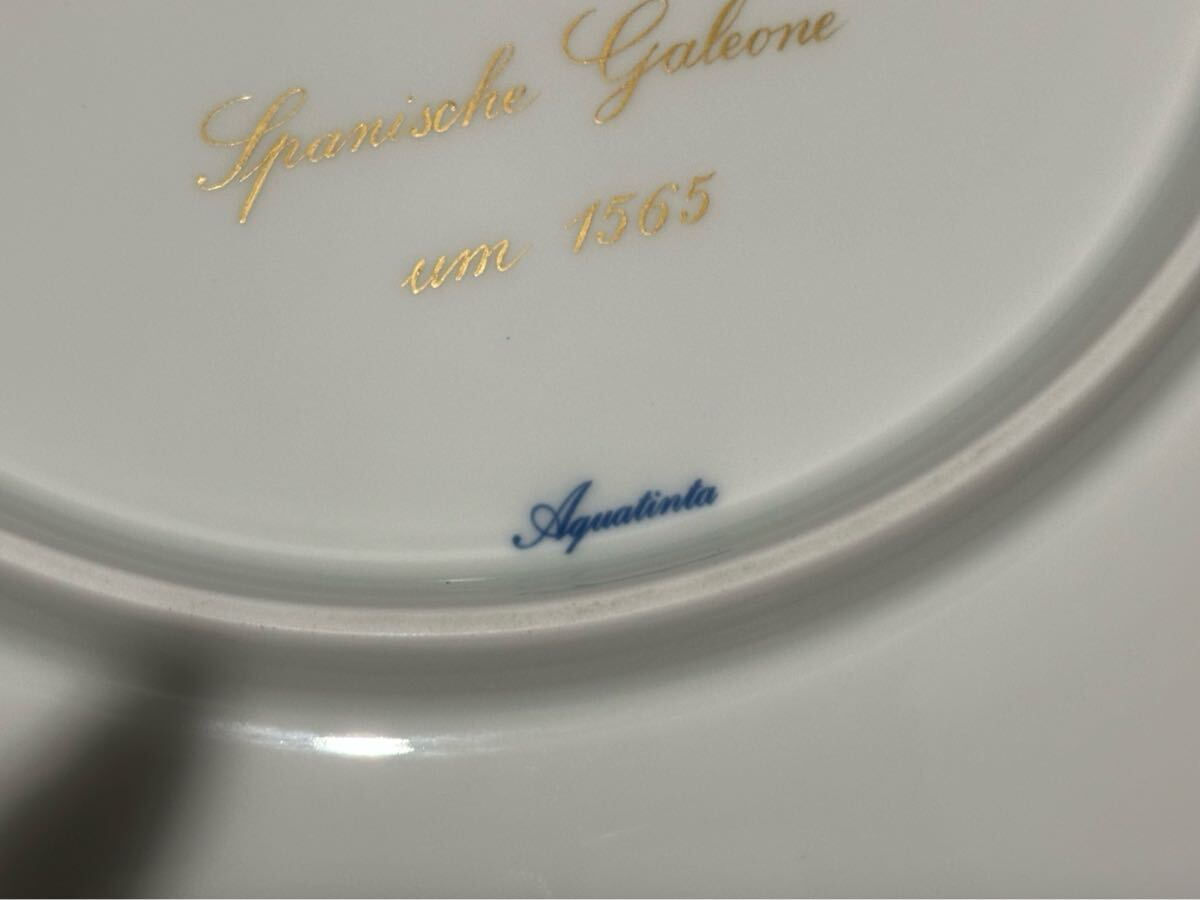 Spanische Galeone
um 1565
Aquatinta